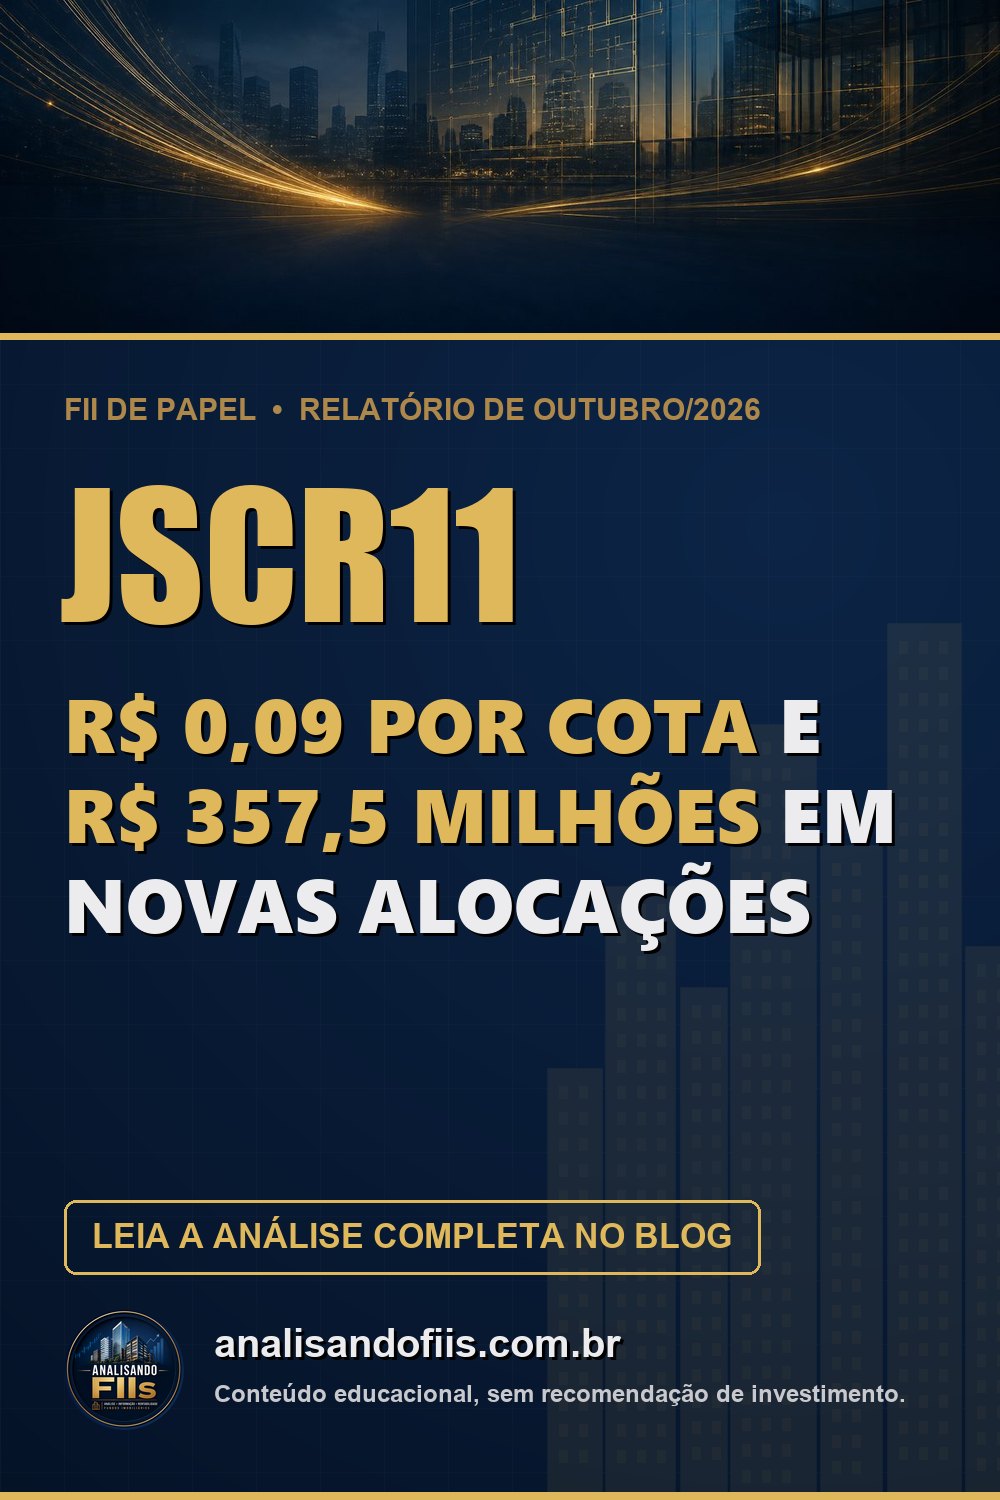 FII DE PAPEL • RELATÓRIO DE OUTUBRO/2026
JSCR11
R$ 0,09 POR COTA E
R$ 357,5 MILHÕES EM
NOVAS ALOCAÇÕES
LEIA A ANÁLISE COMPLETA NO BLOG
ANALISANDO
FIIs
analisandofiis.com.br
Conteúdo educacional, sem recomendação de investimento.